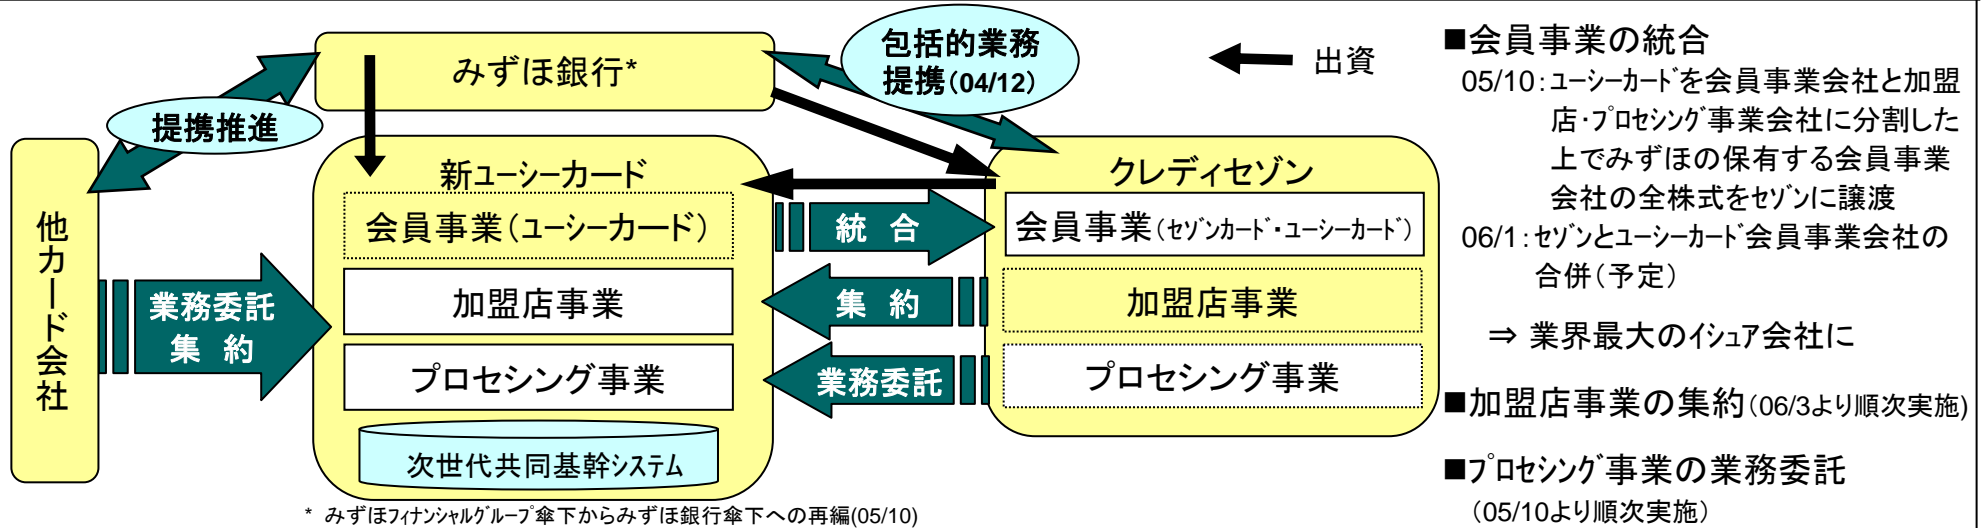 みずほ銀行*
包括的業務
提携(04/12)
出資
提携推進
他カード会社
新ユーシーカード
会員事業(ユーシーカード)
加盟店事業
プロセシング事業
次世代共同基幹システム
業務委託
集 約
統 合
集 約
業務委託
クレディセゾン
会員事業(ｾｿﾞﾝｶｰﾄﾞ・ﾕｰｼｰｶｰﾄﾞ)
加盟店事業
プロセシング事業
* みずほﾌｨﾅﾝｼｬﾙｸﾞﾙｰﾌﾟ傘下からみずほ銀行傘下への再編(05/10)
■会員事業の統合
05/10：ﾕｰｼｰｶｰﾄﾞを会員事業会社と加盟
店・ﾌﾟﾛｾｼﾝｸﾞ事業会社に分割した
上でみずほの保有する会員事業
会社の全株式をｾｿﾞﾝに譲渡
06/1：ｾｿﾞﾝとﾕｰｼｰｶｰﾄﾞ会員事業会社の
合併(予定)
⇒ 業界最大のｲｼｭｱ会社に
■加盟店事業の集約(06/3より順次実施)
■ﾌﾟﾛｾｼﾝｸﾞ事業の業務委託
(05/10より順次実施)